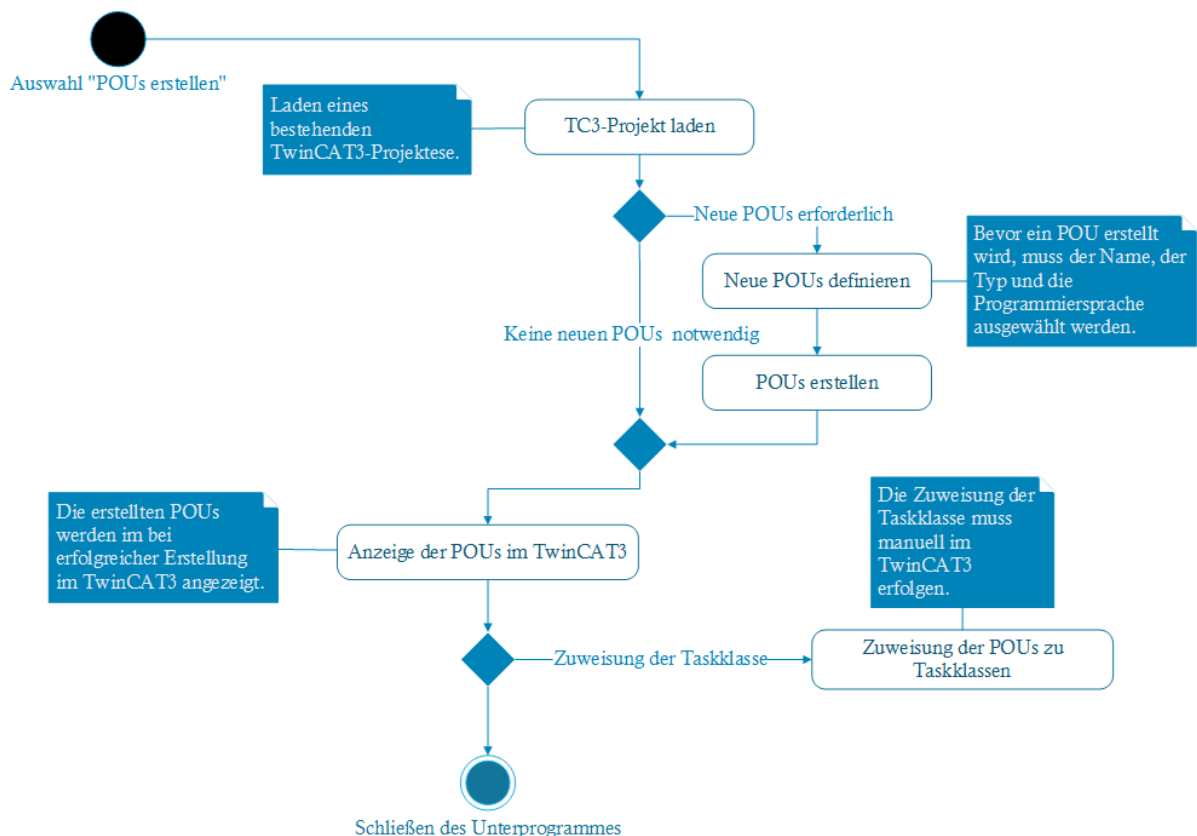 Auswahl "POUs erstellen"
Laden eines
bestehenden
TwinCAT3-Projektese.
TC3-Projekt laden
Neue POUs erforderlich
Bevor ein POU erstellt
wird, muss der Name, der
Typ und die
Programmiersprache
ausgewählt werden.
Neue POUs definieren
Keine neuen POUs notwendig
POUs erstellen
Die erstellten POUs
werden im bei
erfolgreicher Erstellung
im TwinCAT3 angezeigt.
Anzeige der POUs im TwinCAT3
Die Zuweisung der
Taskklasse muss
manuell im
TwinCAT3
erfolgen.
Zuweisung der Taskklasse
Zuweisung der POUs zu
Taskklassen
Schließen des Unterprogrammes